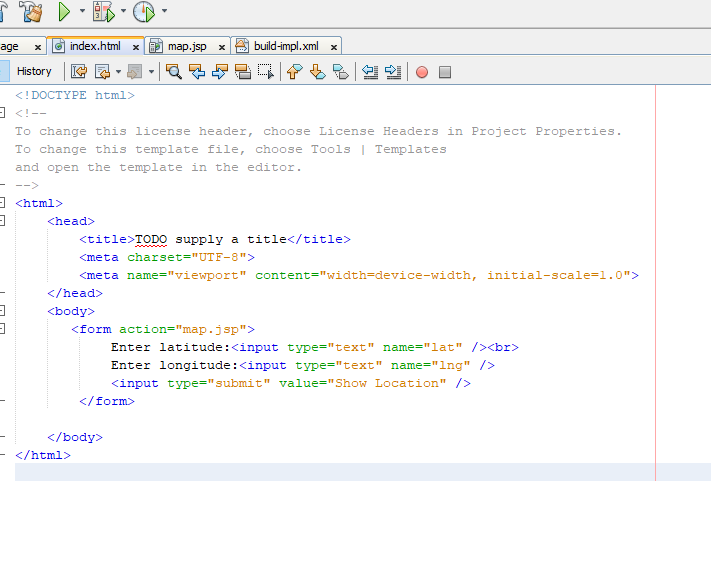 age index.html map.jsp build-impl.xml
History
<!DOCTYPE html>
<!--
To change this license header, choose License Headers in Project Properties.
To change this template file, choose Tools | Templates
and open the template in the editor.
-->
<html>
<head>
<title>TODO supply a title</title>
<meta charset="UTF-8">
<meta name="viewport" content="width=device-width, initial-scale=1.0">
</head>
<body>
<form action="map.jsp">
Enter latitude:<input type="text" name="lat" /><br>
Enter longitude:<input type="text" name="lng" />
<input type="submit" value="Show Location" />
</form>
</body>
</html>